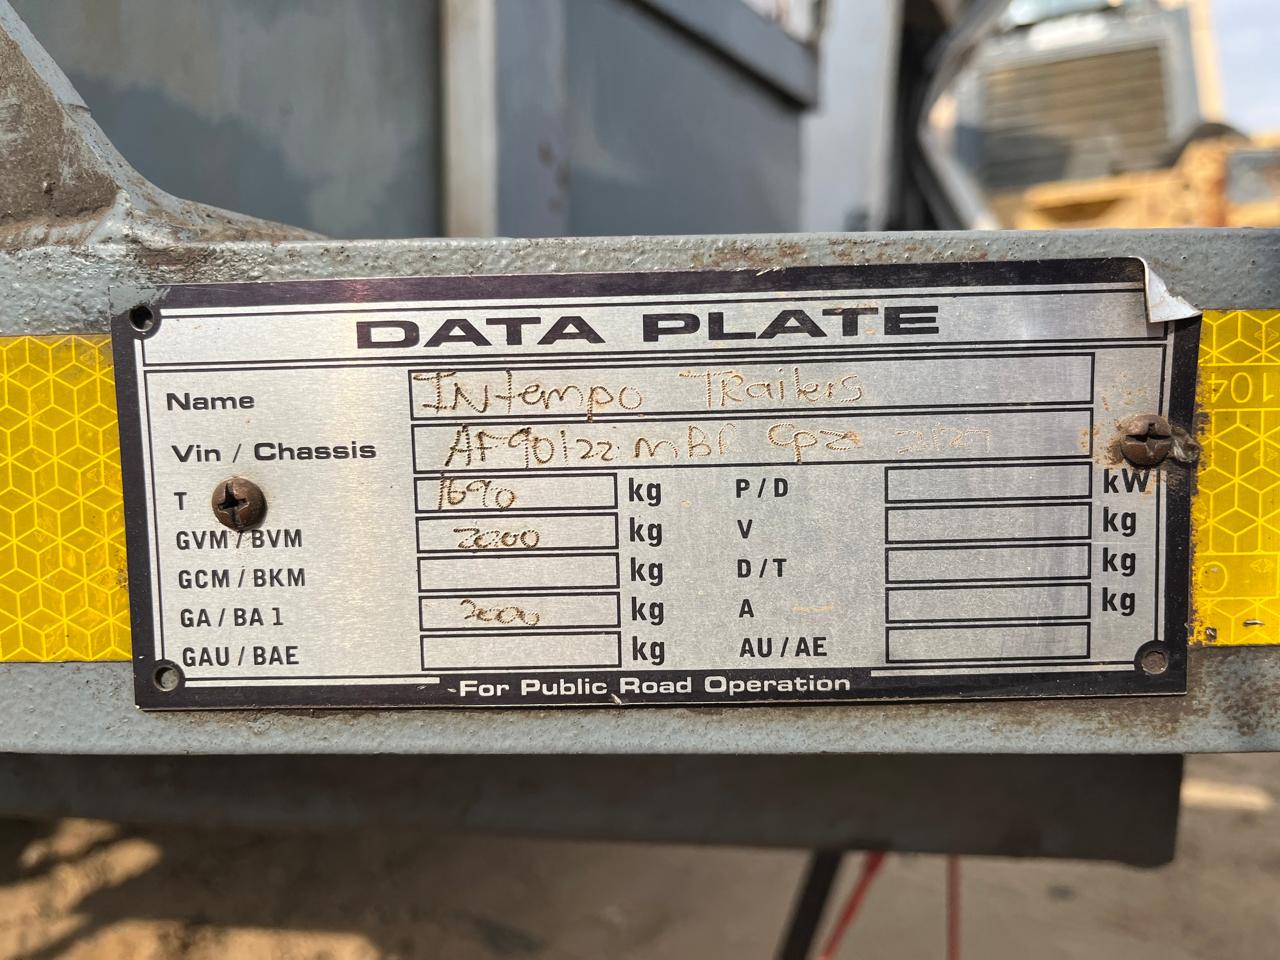 DATA PLATE
Name INtempo TRailers
Vin / Chassis
T 1690 kg P/D kW
GVM/BVM 2000 kg V kg
GCM/BKM kg D/T kg
GA/BA 1 2000 kg A kg
GAU/BAE kg AU/AE
For Public Road Operation
104